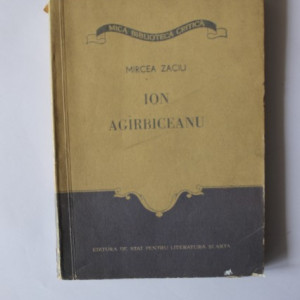 MICA BIBLIOTECĂ CRITICĂ
MIRCEA ZACIU
ION
AGÎRBICEANU
EDITURA DE STAT PENTRU LITERATURĂ ȘI ARTĂ